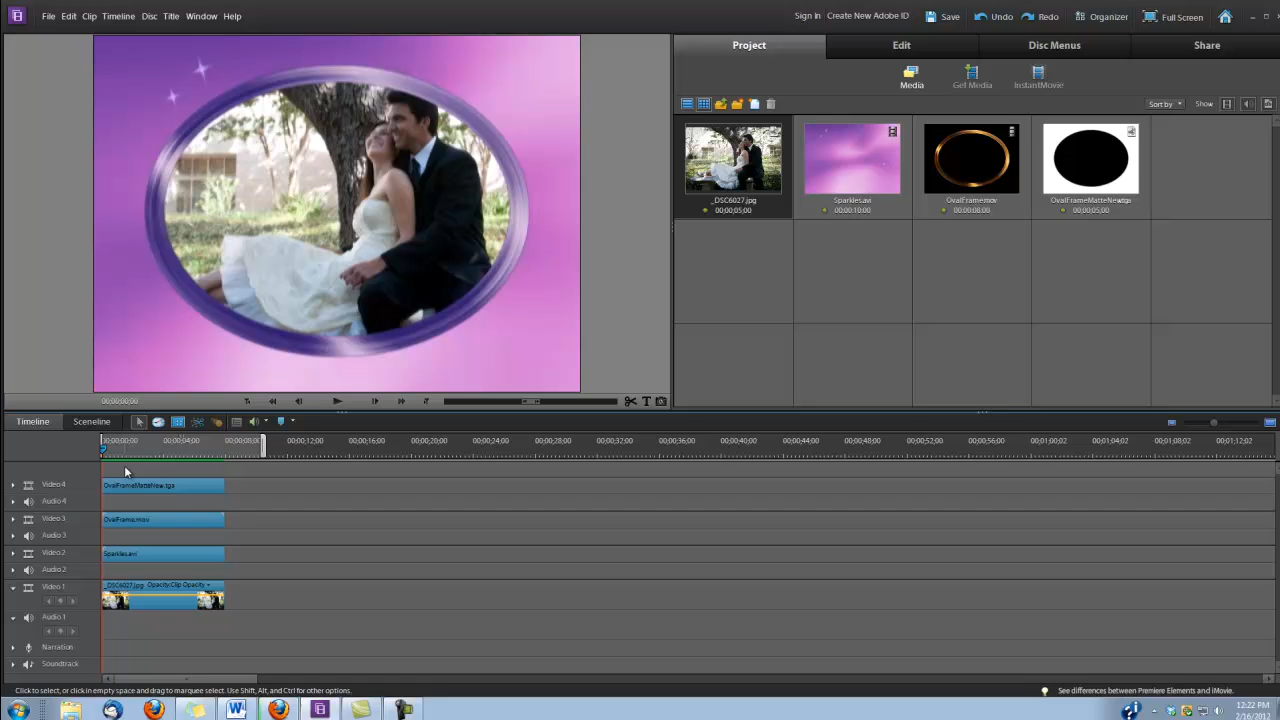 File Edit Clip Timeline Disc Title Window Help
Sign In Create New Adobe ID Save Undo Redo Organizer Full Screen
Project Edit Disc Menus Share
Media Get Media InstantMovie
Sort by Show
_DSC6027.jpg Sparkles.avi OvalFrame.mov OvalFrameMatteNew.tga
00;00;05;00 00;00;10;00 00;00;08;00 00;00;05;00
00;00;00;00
Timeline Sceneline
00;00;00;00 00;00;04;00 00;00;08;00 00;00;12;00 00;00;16;00 00;00;20;00 00;00;24;00 00;00;28;00 00;00;32;00 00;00;36;00 00;00;40;00 00;00;44;00 00;00;48;00 00;00;52;00 00;00;56;00 00;01;00;02 00;01;04;02 00;01;08;02 00;01;12;02
Video 4 OvalFrameMatteNew.tga
Audio 4
Video 3 OvalFrame.mov
Audio 3
Video 2 Sparkles.avi
Audio 2
Video 1 _DSC6027.jpg Opacity:Clip Opacity
Audio 1
Narration
Soundtrack
Click to select, or click in empty space and drag to marquee select. Use Shift, Alt, and Ctrl for other options. See differences between Premiere Elements and iMovie.
12:22 PM
2/16/2012